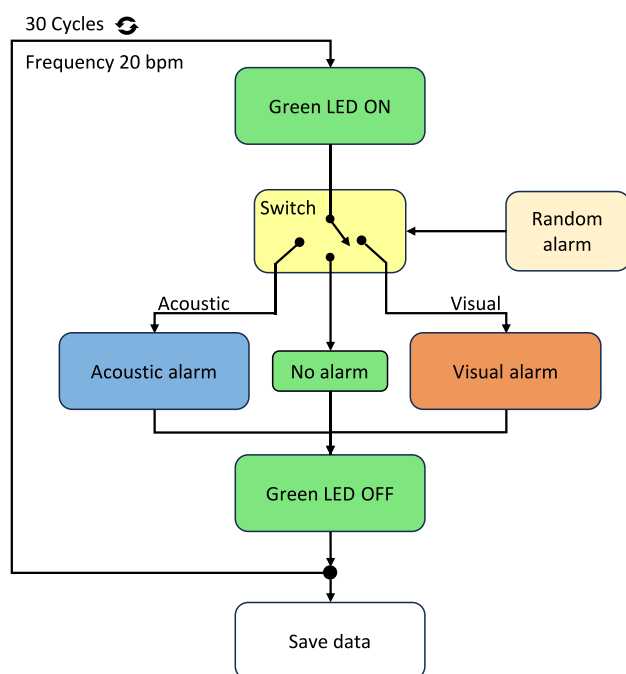 30 Cycles
Frequency 20 bpm
Green LED ON
Switch
Random
alarm
Acoustic
Visual
Acoustic alarm
No alarm
Visual alarm
Green LED OFF
Save data